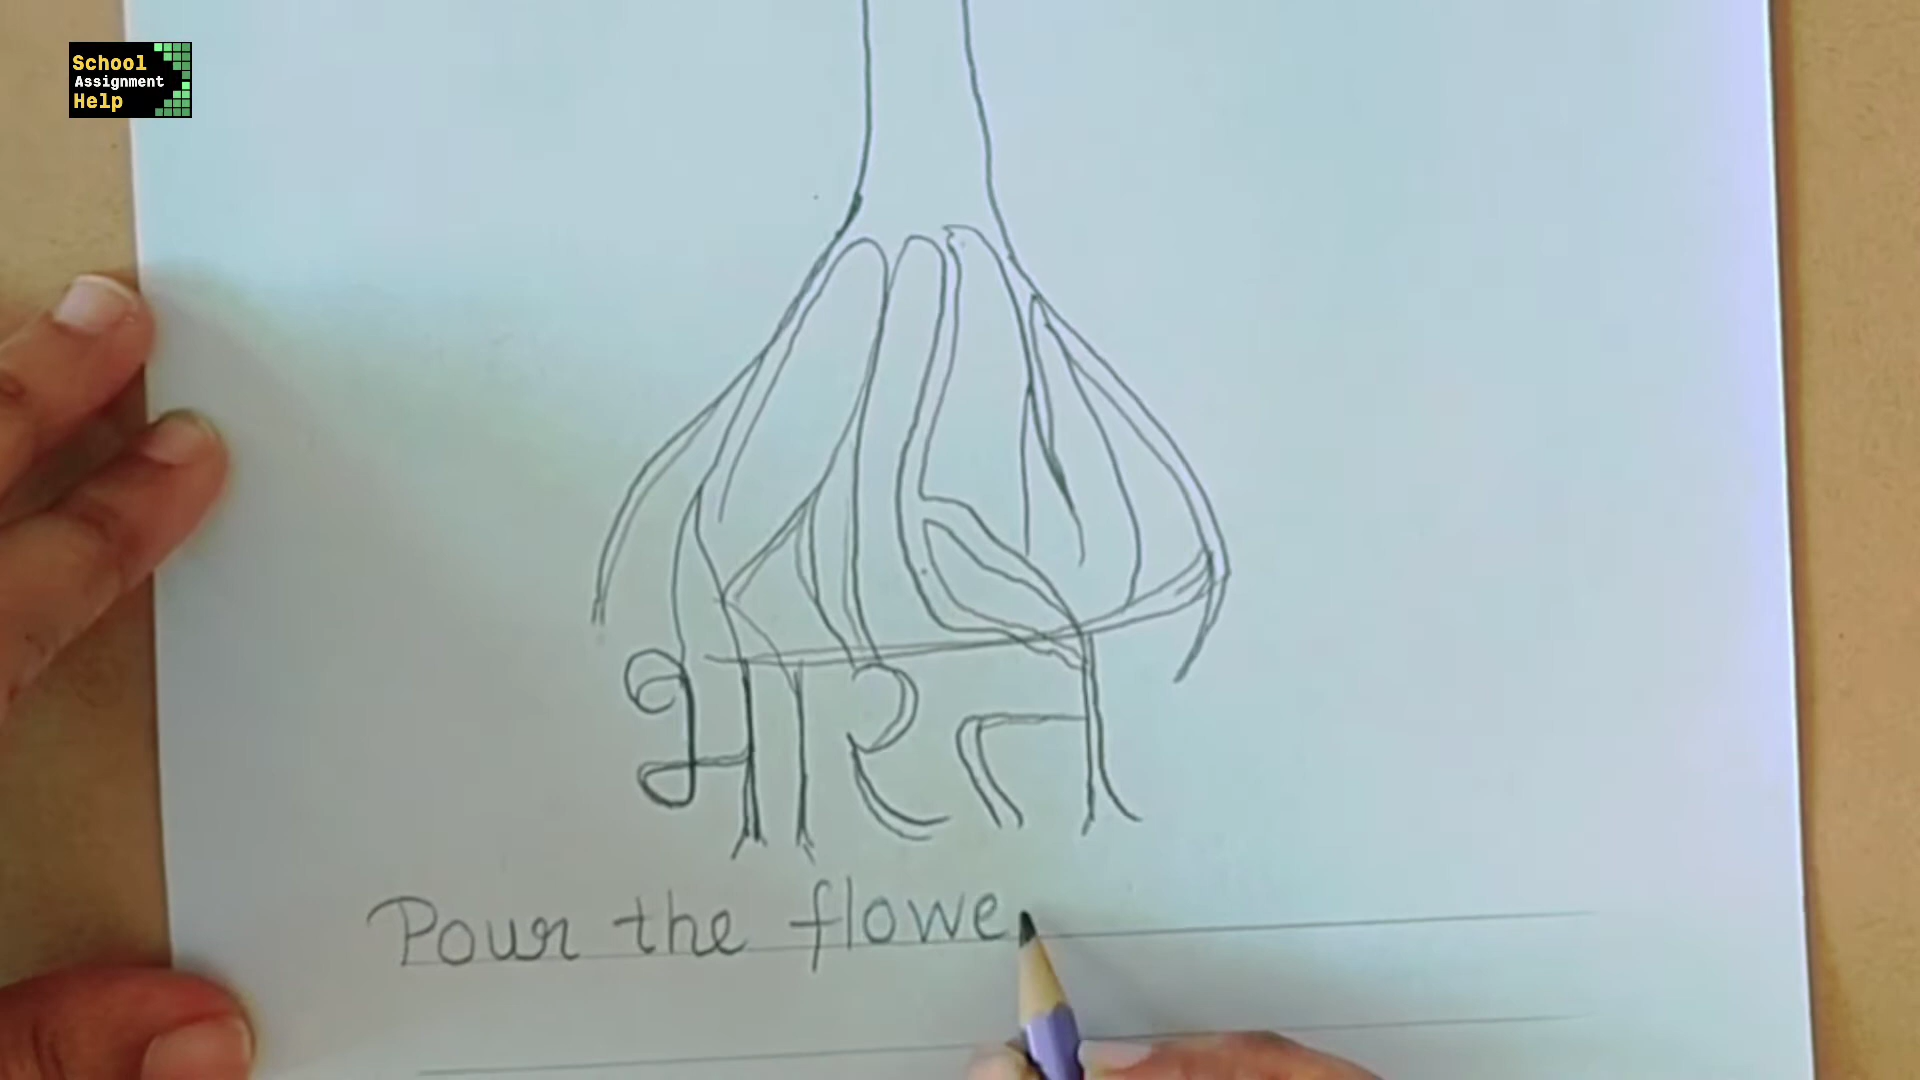 School
Assignment
Help
भारत
Pour the flowe